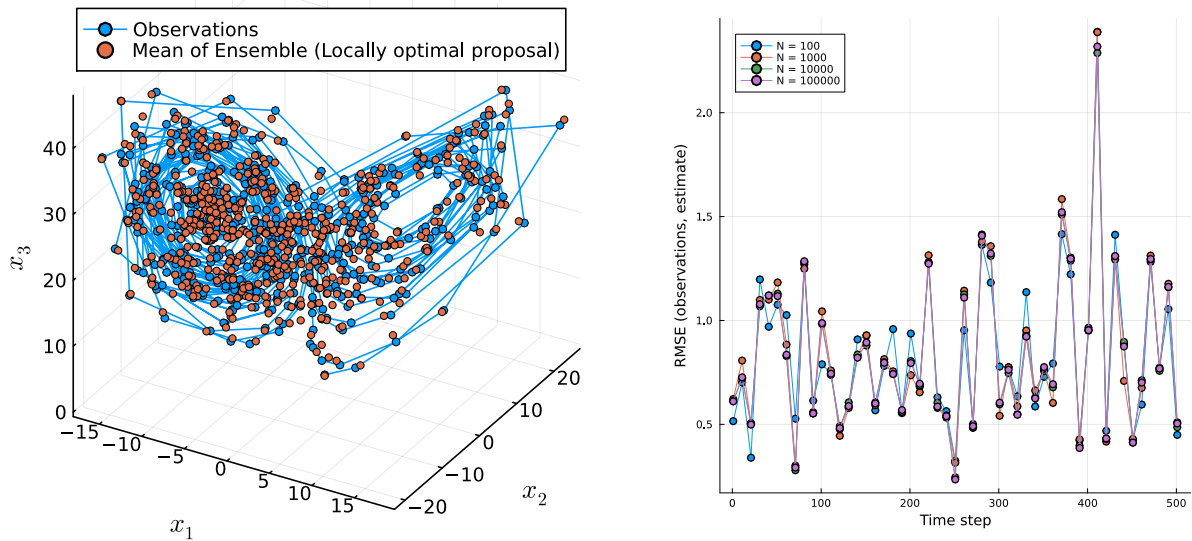 Observations
Mean of Ensemble (Locally optimal proposal)
40
30
20
10
0
x₃
−15
−10
−5
0
5
10
15
x₁
−20
−10
0
10
20
x₂
N = 100
N = 1000
N = 10000
N = 100000
2.0
1.5
1.0
0.5
RMSE (observations, estimate)
0
100
200
300
400
500
Time step